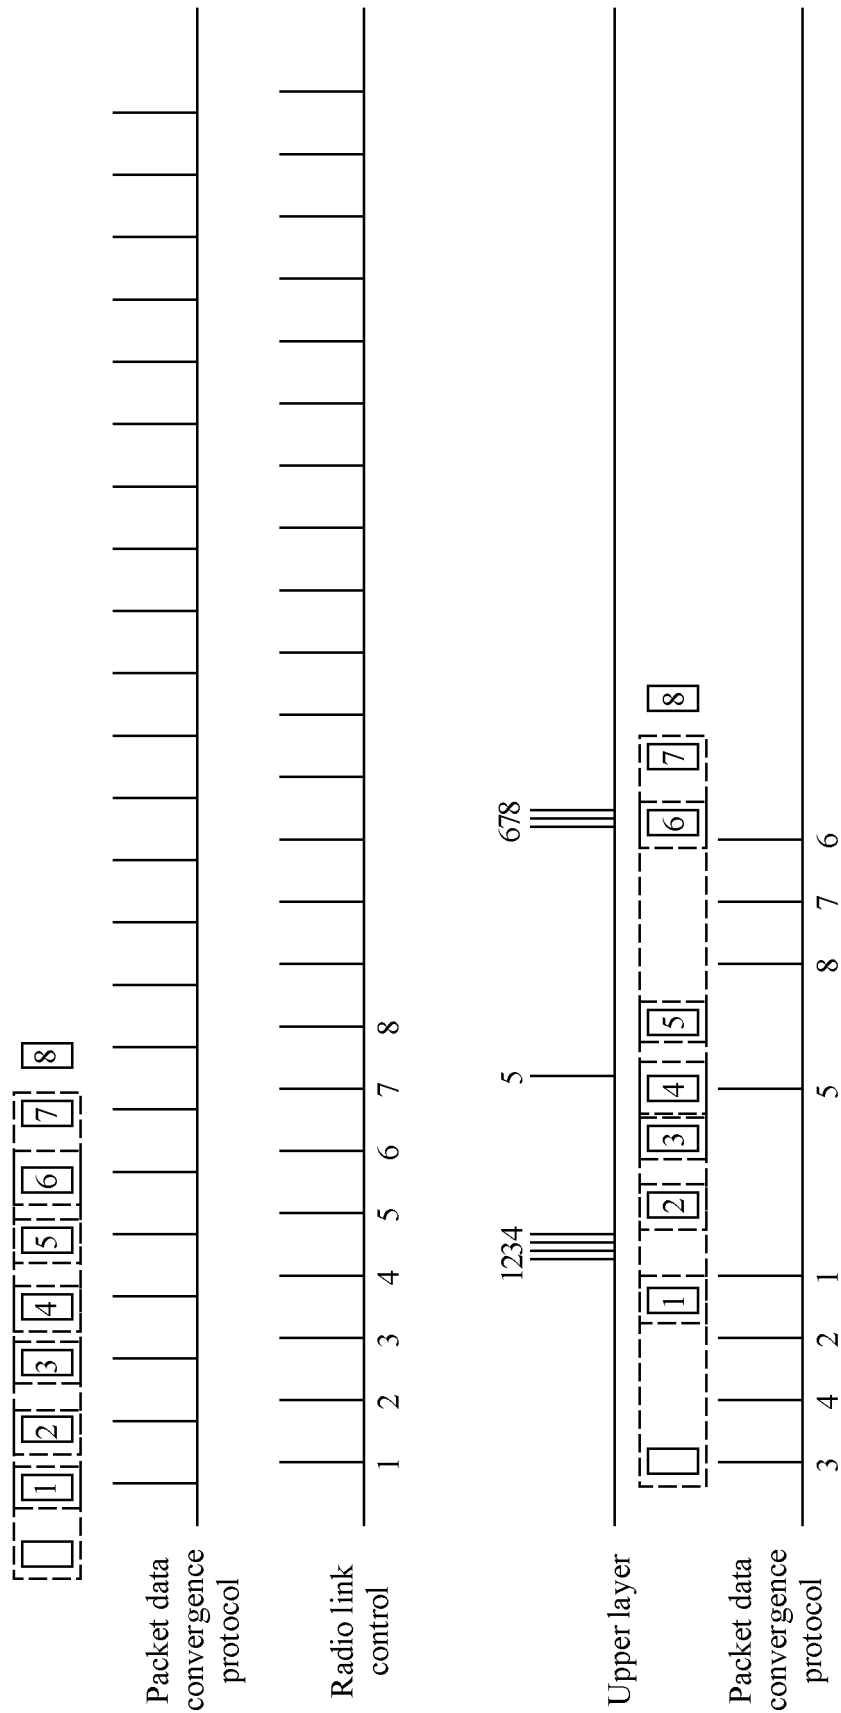 1 2 3 4 5 6 7 8
Packet data
convergence
protocol
Radio link
control
1 2 3 4 5 6 7 8
1234 5 678
Upper layer
1 2 3 4 5 6 7 8
Packet data
convergence
protocol
3 4 2 1 5 8 7 6